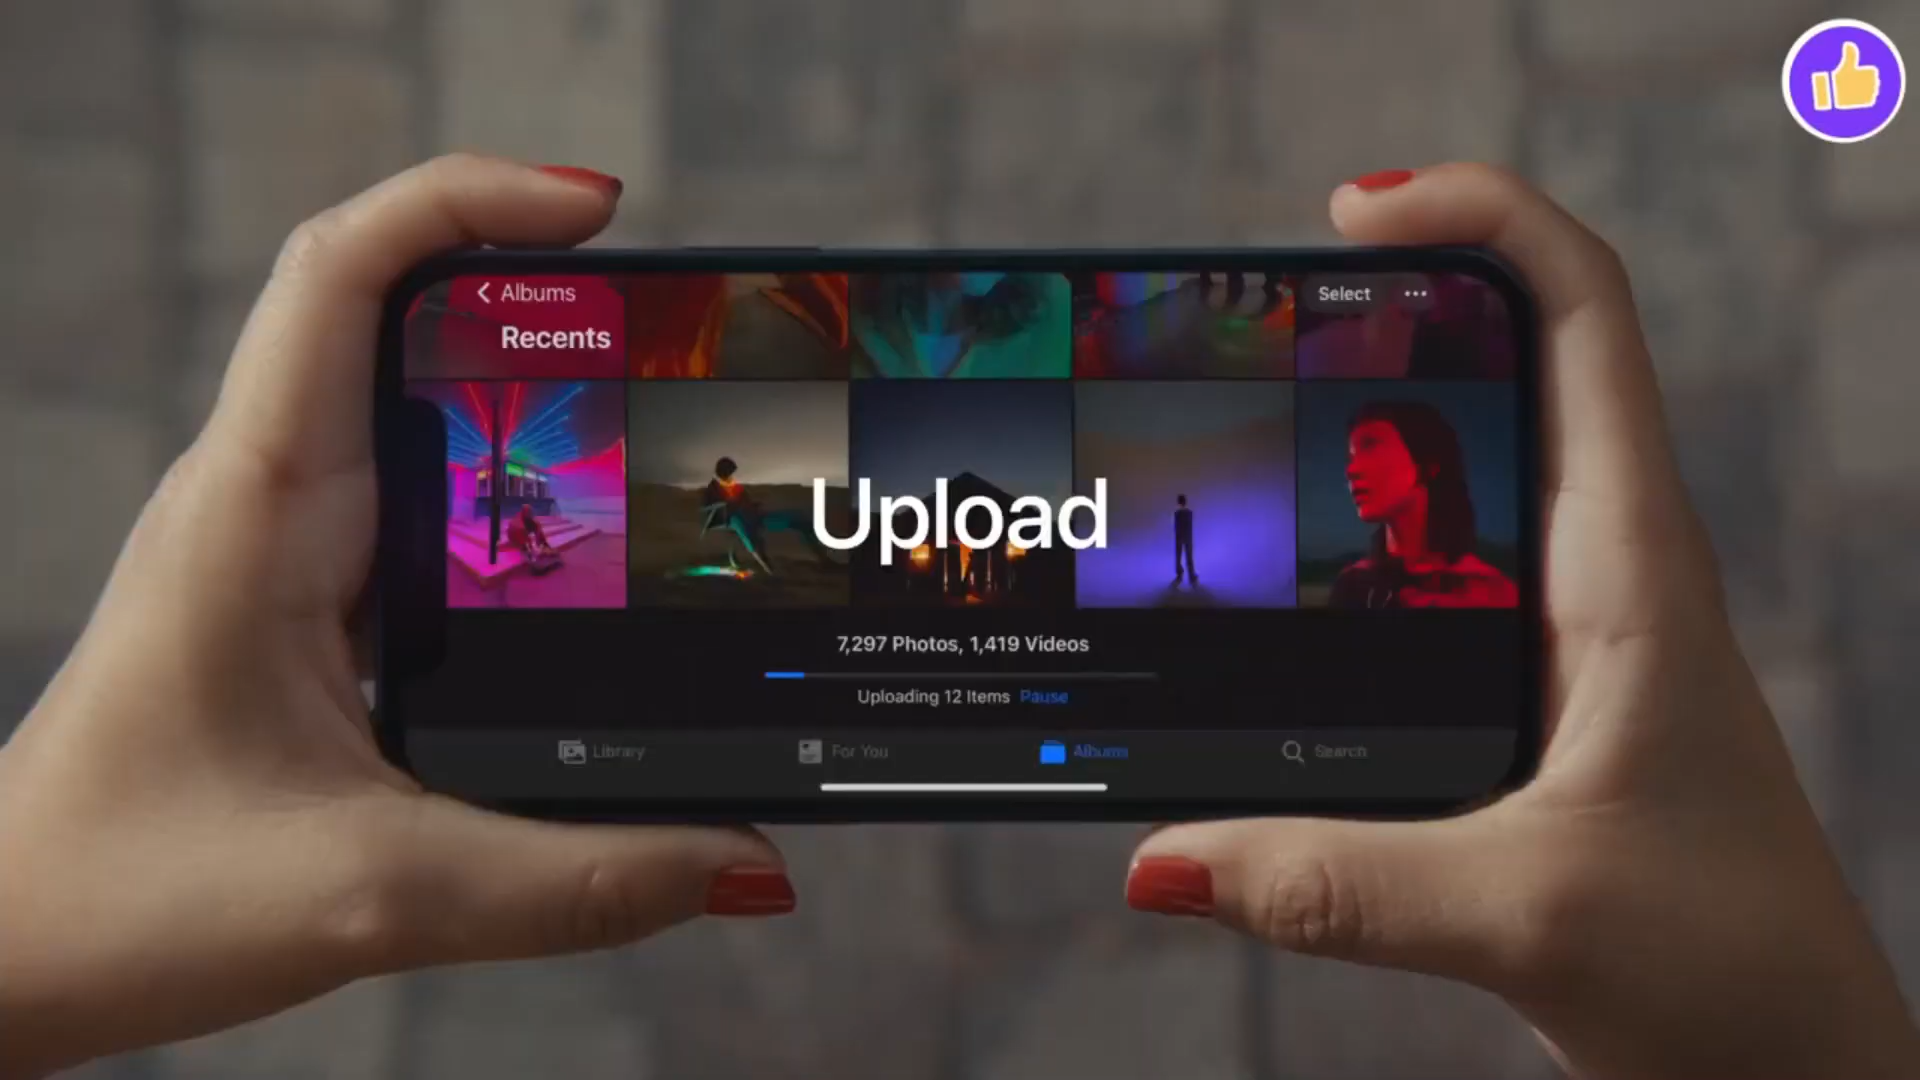 Albums
Select
Recents
Upload
7,297 Photos, 1,419 Videos
Uploading 12 Items Pause
Library
For You
Albums
Search